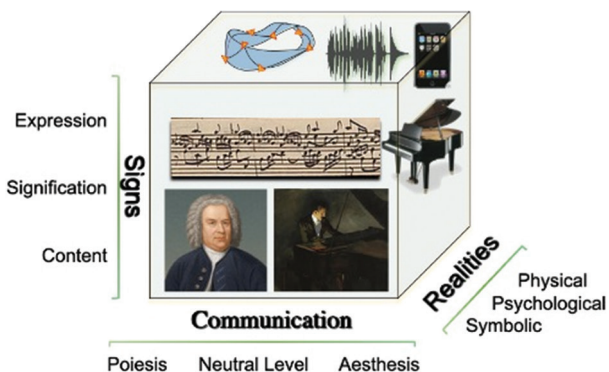 Expression
Signification
Content
Signs
Communication
Poiesis Neutral Level Aesthesis
Realities
Physical
Psychological
Symbolic